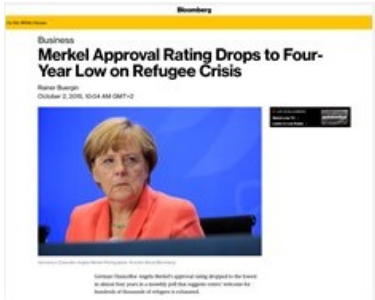 Bloomberg
Business
Merkel Approval Rating Drops to Four-
Year Low on Refugee Crisis
Rainer Buergin
October 2, 2015, 10:04 AM GMT+2
German Chancellor Angela Merkel's approval rating dropped to the lowest
in almost four years in a monthly poll that suggests voters' welcome for
hundreds of thousands of refugees is exhausted.